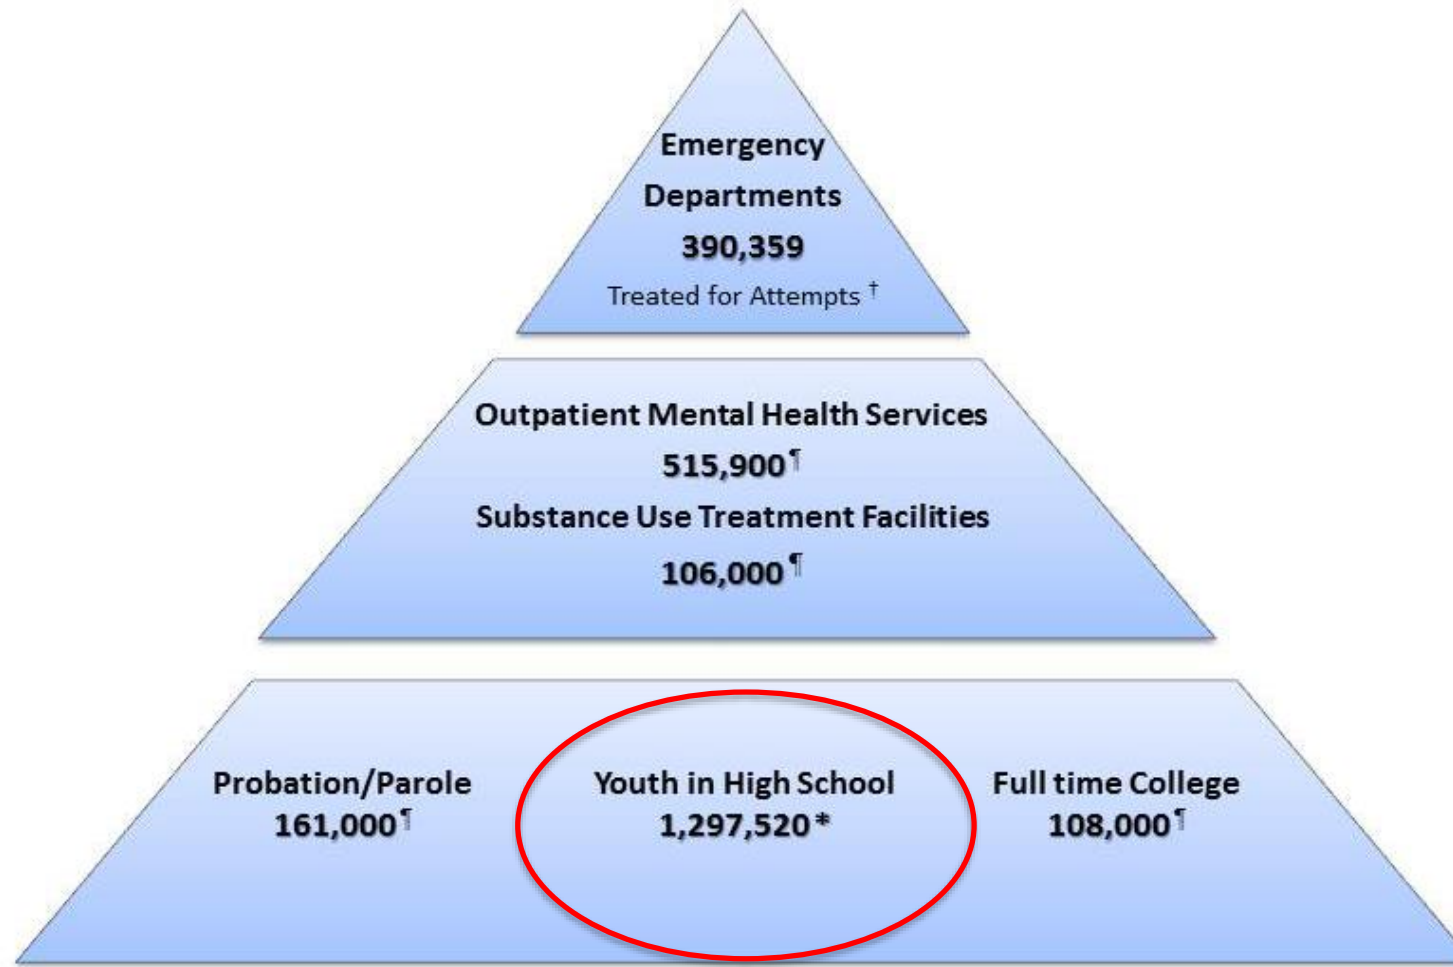 Emergency
Departments
390,359
Treated for Attempts †
Outpatient Mental Health Services
515,900¶
Substance Use Treatment Facilities
106,000¶
Probation/Parole
161,000¶
Youth in High School
1,297,520*
Full time College
108,000¶